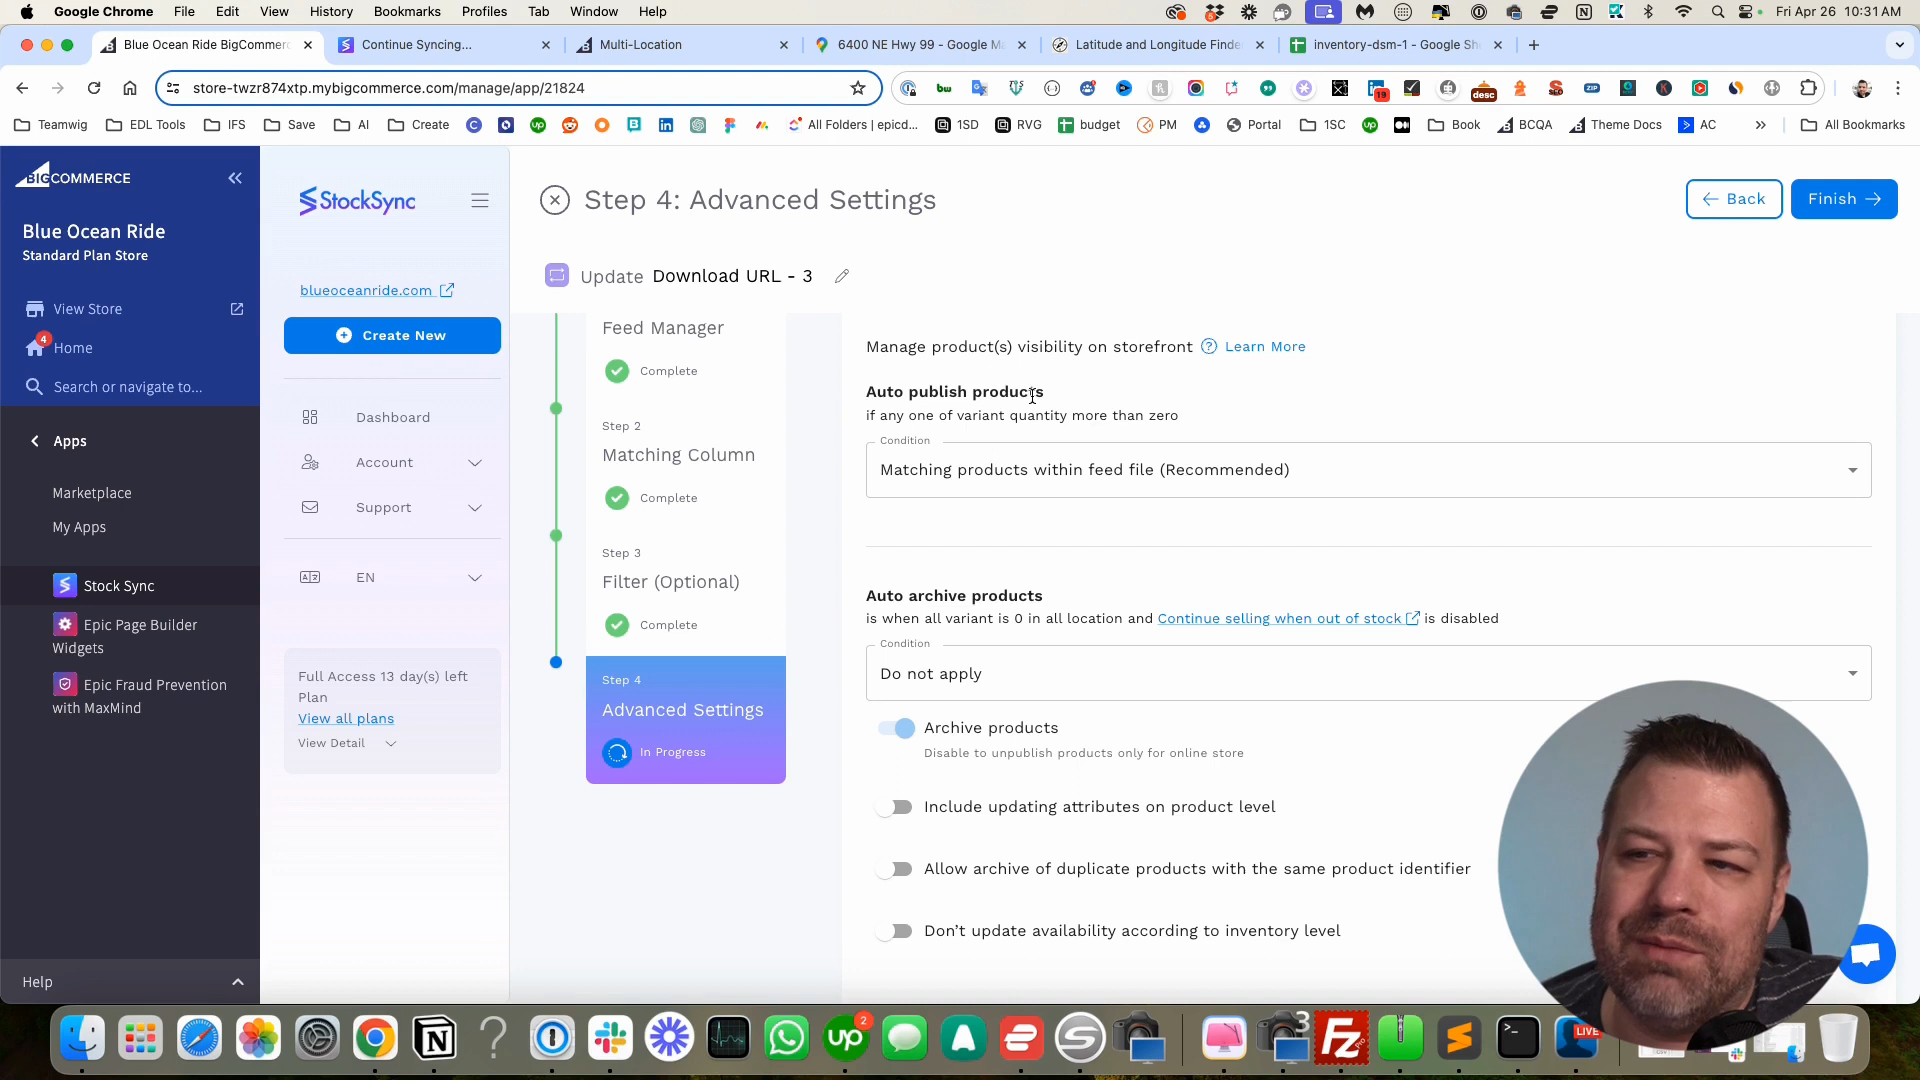 Google Chrome File Edit View History Bookmarks Profiles Tab Window Help
Fri Apr 26 10:31 AM
Blue Ocean Ride BigCommer
Continue Syncing...
Multi-Location
6400 NE Hwy 99 - Google M
Latitude and Longitude Finde
inventory-dsm-1 - Google Sh
store-twzr874xtp.mybigcommerce.com/manage/app/21824
Teamwig EDL Tools IFS Save AI Create All Folders | epicd... 1SD RVG budget PM Portal 1SC Book BCQA Theme Docs AC » All Bookmarks
BIGCOMMERCE
Blue Ocean Ride
Standard Plan Store
View Store
4
Home
Search or navigate to...
Apps
Marketplace
My Apps
Stock Sync
Epic Page Builder
Widgets
Epic Fraud Prevention
with MaxMind
Help
StockSync
blueoceanride.com
Create New
Dashboard
Account
Support
EN
Full Access 13 day(s) left
Plan
View all plans
View Detail
Step 4: Advanced Settings
Back
Finish
Update Download URL - 3
Feed Manager
Complete
Step 2
Matching Column
Complete
Step 3
Filter (Optional)
Complete
Step 4
Advanced Settings
In Progress
Manage product(s) visibility on storefront Learn More
Auto publish products
if any one of variant quantity more than zero
Condition
Matching products within feed file (Recommended)
Auto archive products
is when all variant is 0 in all location and Continue selling when out of stock is disabled
Condition
Do not apply
Archive products
Disable to unpublish products only for online store
Include updating attributes on product level
Allow archive of duplicate products with the same product identifier
Don't update availability according to inventory level
2
3
LIVE